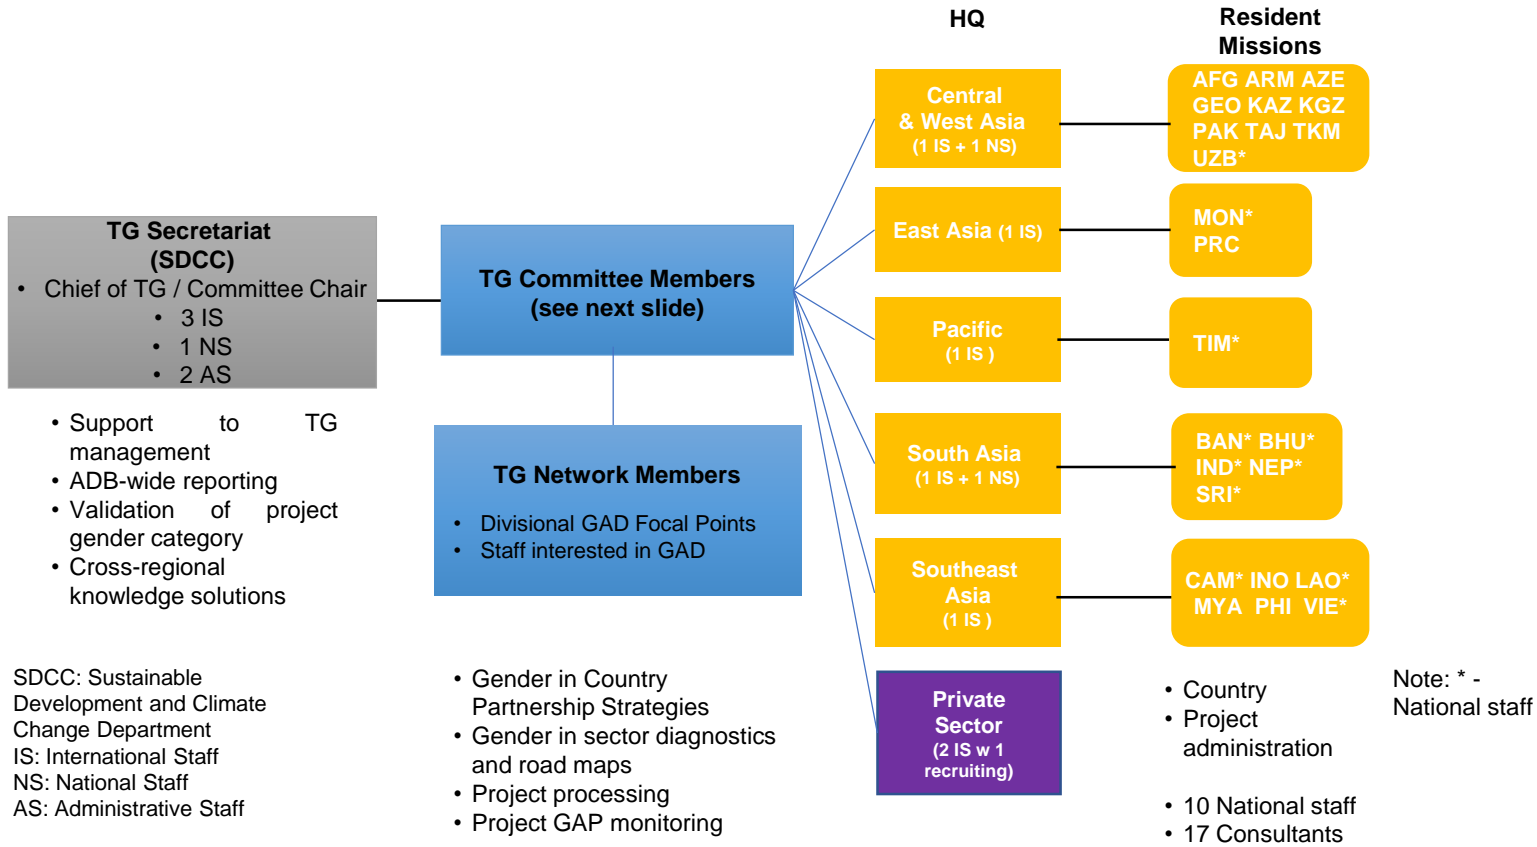 HQ
Resident
Missions
TG Secretariat
(SDCC)
• Chief of TG / Committee Chair
• 3 IS
• 1 NS
• 2 AS
• Support to TG
management
• ADB-wide reporting
• Validation of project
gender category
• Cross-regional
knowledge solutions
SDCC: Sustainable
Development and Climate
Change Department
IS: International Staff
NS: National Staff
AS: Administrative Staff
TG Committee Members
(see next slide)
TG Network Members
• Divisional GAD Focal Points
• Staff interested in GAD
• Gender in Country
Partnership Strategies
• Gender in sector diagnostics
and road maps
• Project processing
• Project GAP monitoring
Central
& West Asia
(1 IS + 1 NS)
AFG ARM AZE
GEO KAZ KGZ
PAK TAJ TKM
UZB*
East Asia (1 IS)
MON*
PRC
Pacific
(1 IS )
TIM*
South Asia
(1 IS + 1 NS)
BAN* BHU*
IND* NEP*
SRI*
Southeast
Asia
(1 IS )
CAM* INO LAO*
MYA PHI VIE*
Private
Sector
(2 IS w 1
recruiting)
• Country
• Project
administration
• 10 National staff
• 17 Consultants
Note: * -
National staff